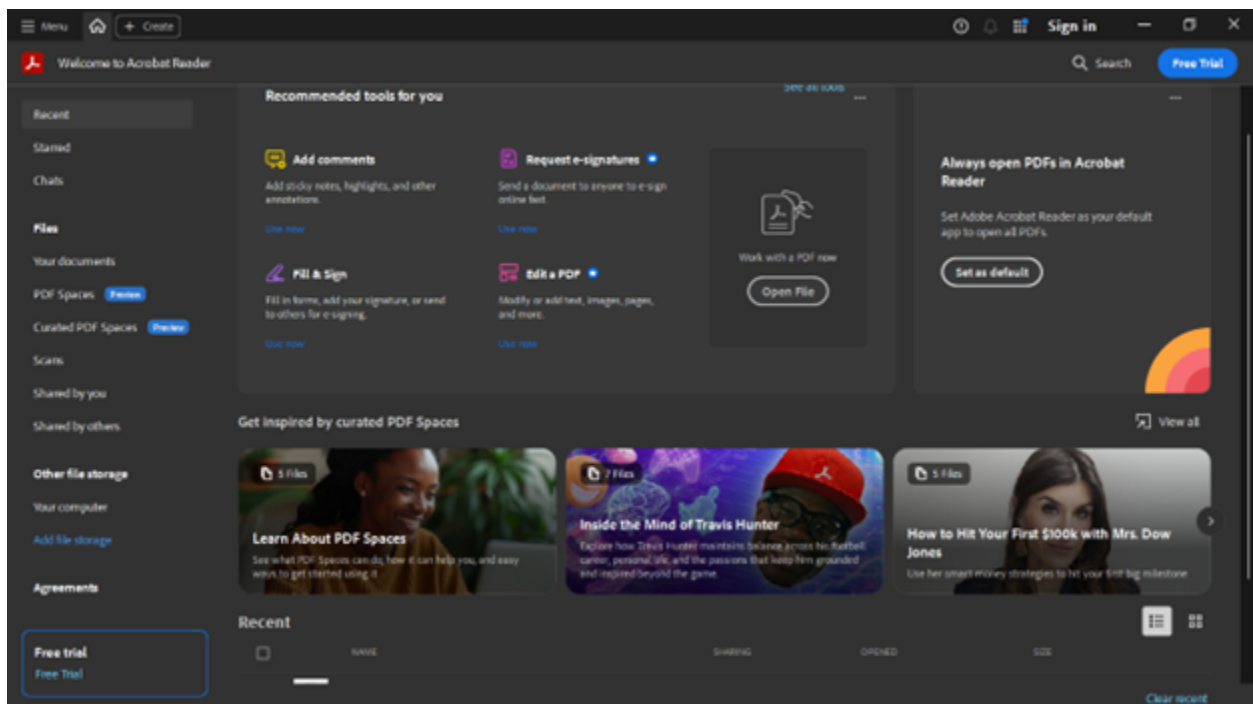 Menu
Create
Sign in
Welcome to Acrobat Reader
Search
Free Trial
Recent
Starred
Chats
Files
Your documents
PDF Spaces Preview
Curated PDF Spaces Preview
Scans
Shared by you
Shared by others
Other file storage
Your computer
Add file storage
Agreements
Free trial
Free Trial
Recommended tools for you
See all tools
Add comments
Add sticky notes, highlights, and other
annotations.
Use now
Request e-signatures
Send a document to anyone to e-sign
online fast.
Use now
Fill & Sign
Fill in forms, add your signature, or send
to others for e-signing.
Use now
Edit a PDF
Modify or add text, images, pages,
and more.
Use now
Work with a PDF now
Open File
Always open PDFs in Acrobat
Reader
Set Adobe Acrobat Reader as your default
app to open all PDFs.
Set as default
Get inspired by curated PDF Spaces
View all
5 Files
Learn About PDF Spaces
See what PDF Spaces can do, how it can help you, and easy
ways to get started using it
7 Files
Inside the Mind of Travis Hunter
Explore how Travis Hunter maintains balance across his football
career, personal life, and the passions that keep him grounded
and inspired beyond the game.
5 Files
How to Hit Your First $100k with Mrs. Dow
Jones
Use her smart money strategies to hit your first big milestone
Recent
NAME
SHARING
OPENED
SIZE
Clear recent